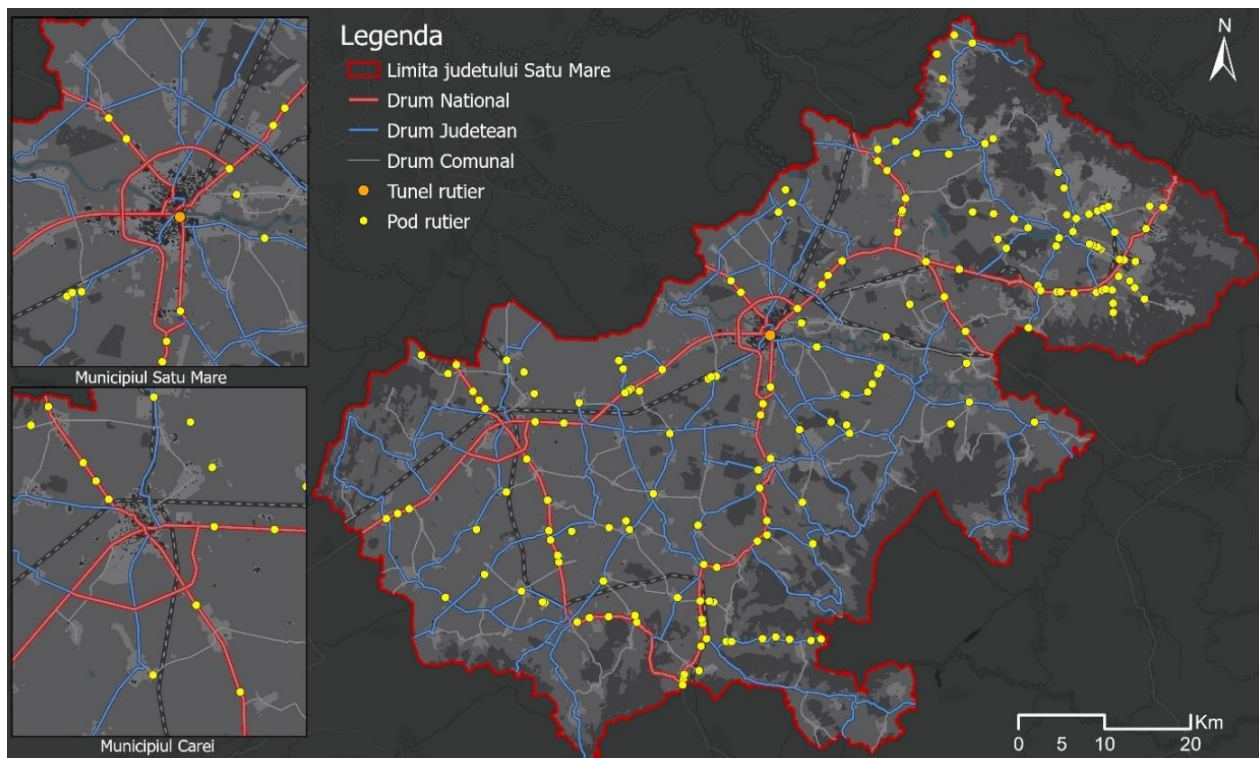 Legenda
Limita județului Satu Mare
Drum National
Drum Judetean
Drum Comunal
Tunel rutier
Pod rutier
N
Municipiul Satu Mare
Municipiul Carei
Km
0 5 10 20